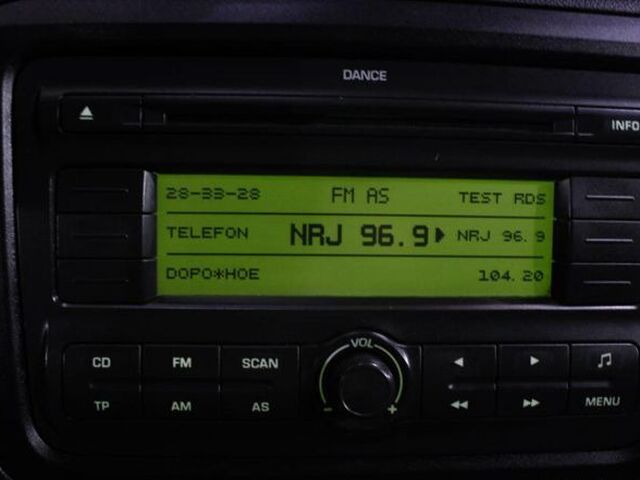 DANCE
INFO
28-33-28 FM AS TEST RDS
TELEFON NRJ 96.9 NRJ 96.9
DOPO*HOE 104.20
CD FM SCAN VOL
TP AM AS - + MENU